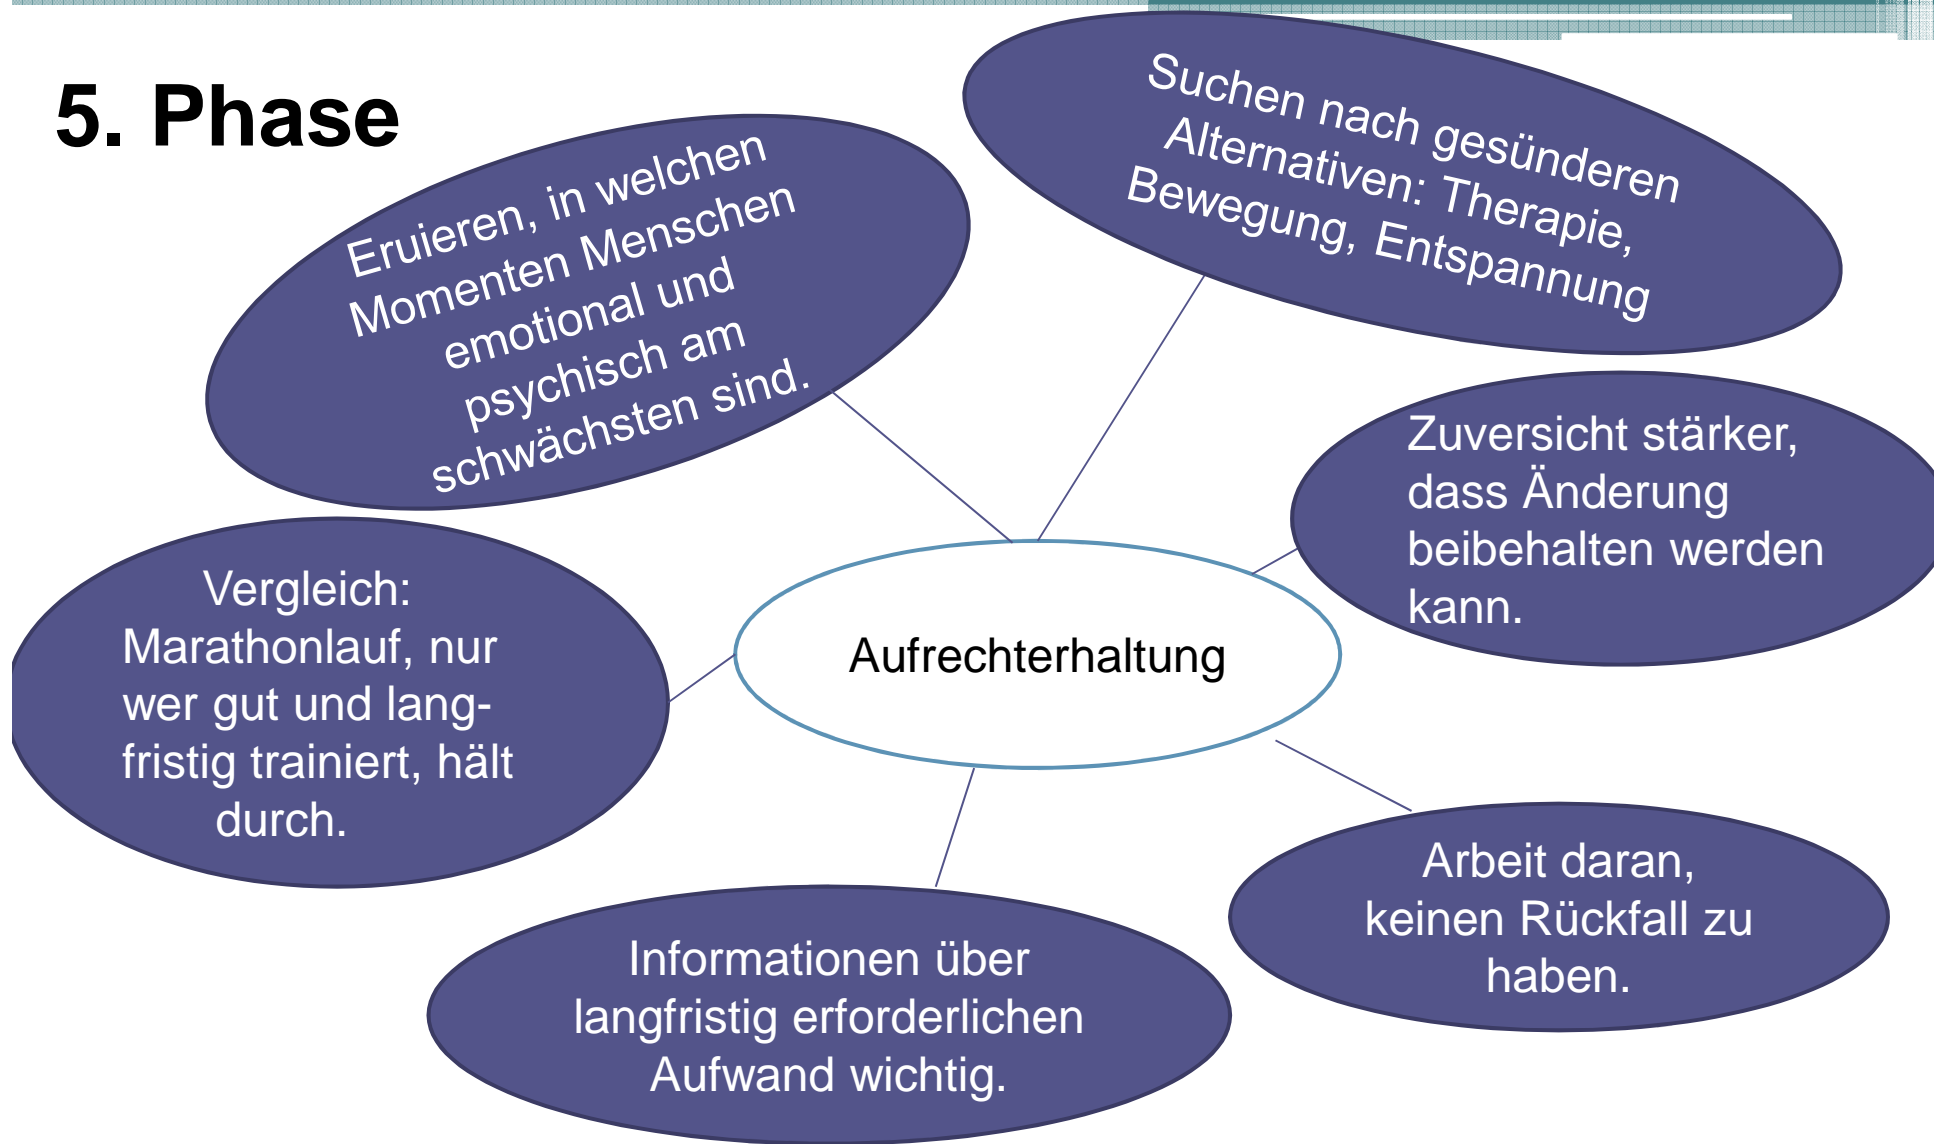 5. Phase
Eruieren, in welchen
Momenten Menschen
emotional und
psychisch am
schwächsten sind.
Suchen nach gesünderen
Alternativen: Therapie,
Bewegung, Entspannung
Zuversicht stärker,
dass Änderung
beibehalten werden
kann.
Vergleich:
Marathonlauf, nur
wer gut und lang-
fristig trainiert, hält
durch.
Aufrechterhaltung
Arbeit daran,
keinen Rückfall zu
haben.
Informationen über
langfristig erforderlichen
Aufwand wichtig.